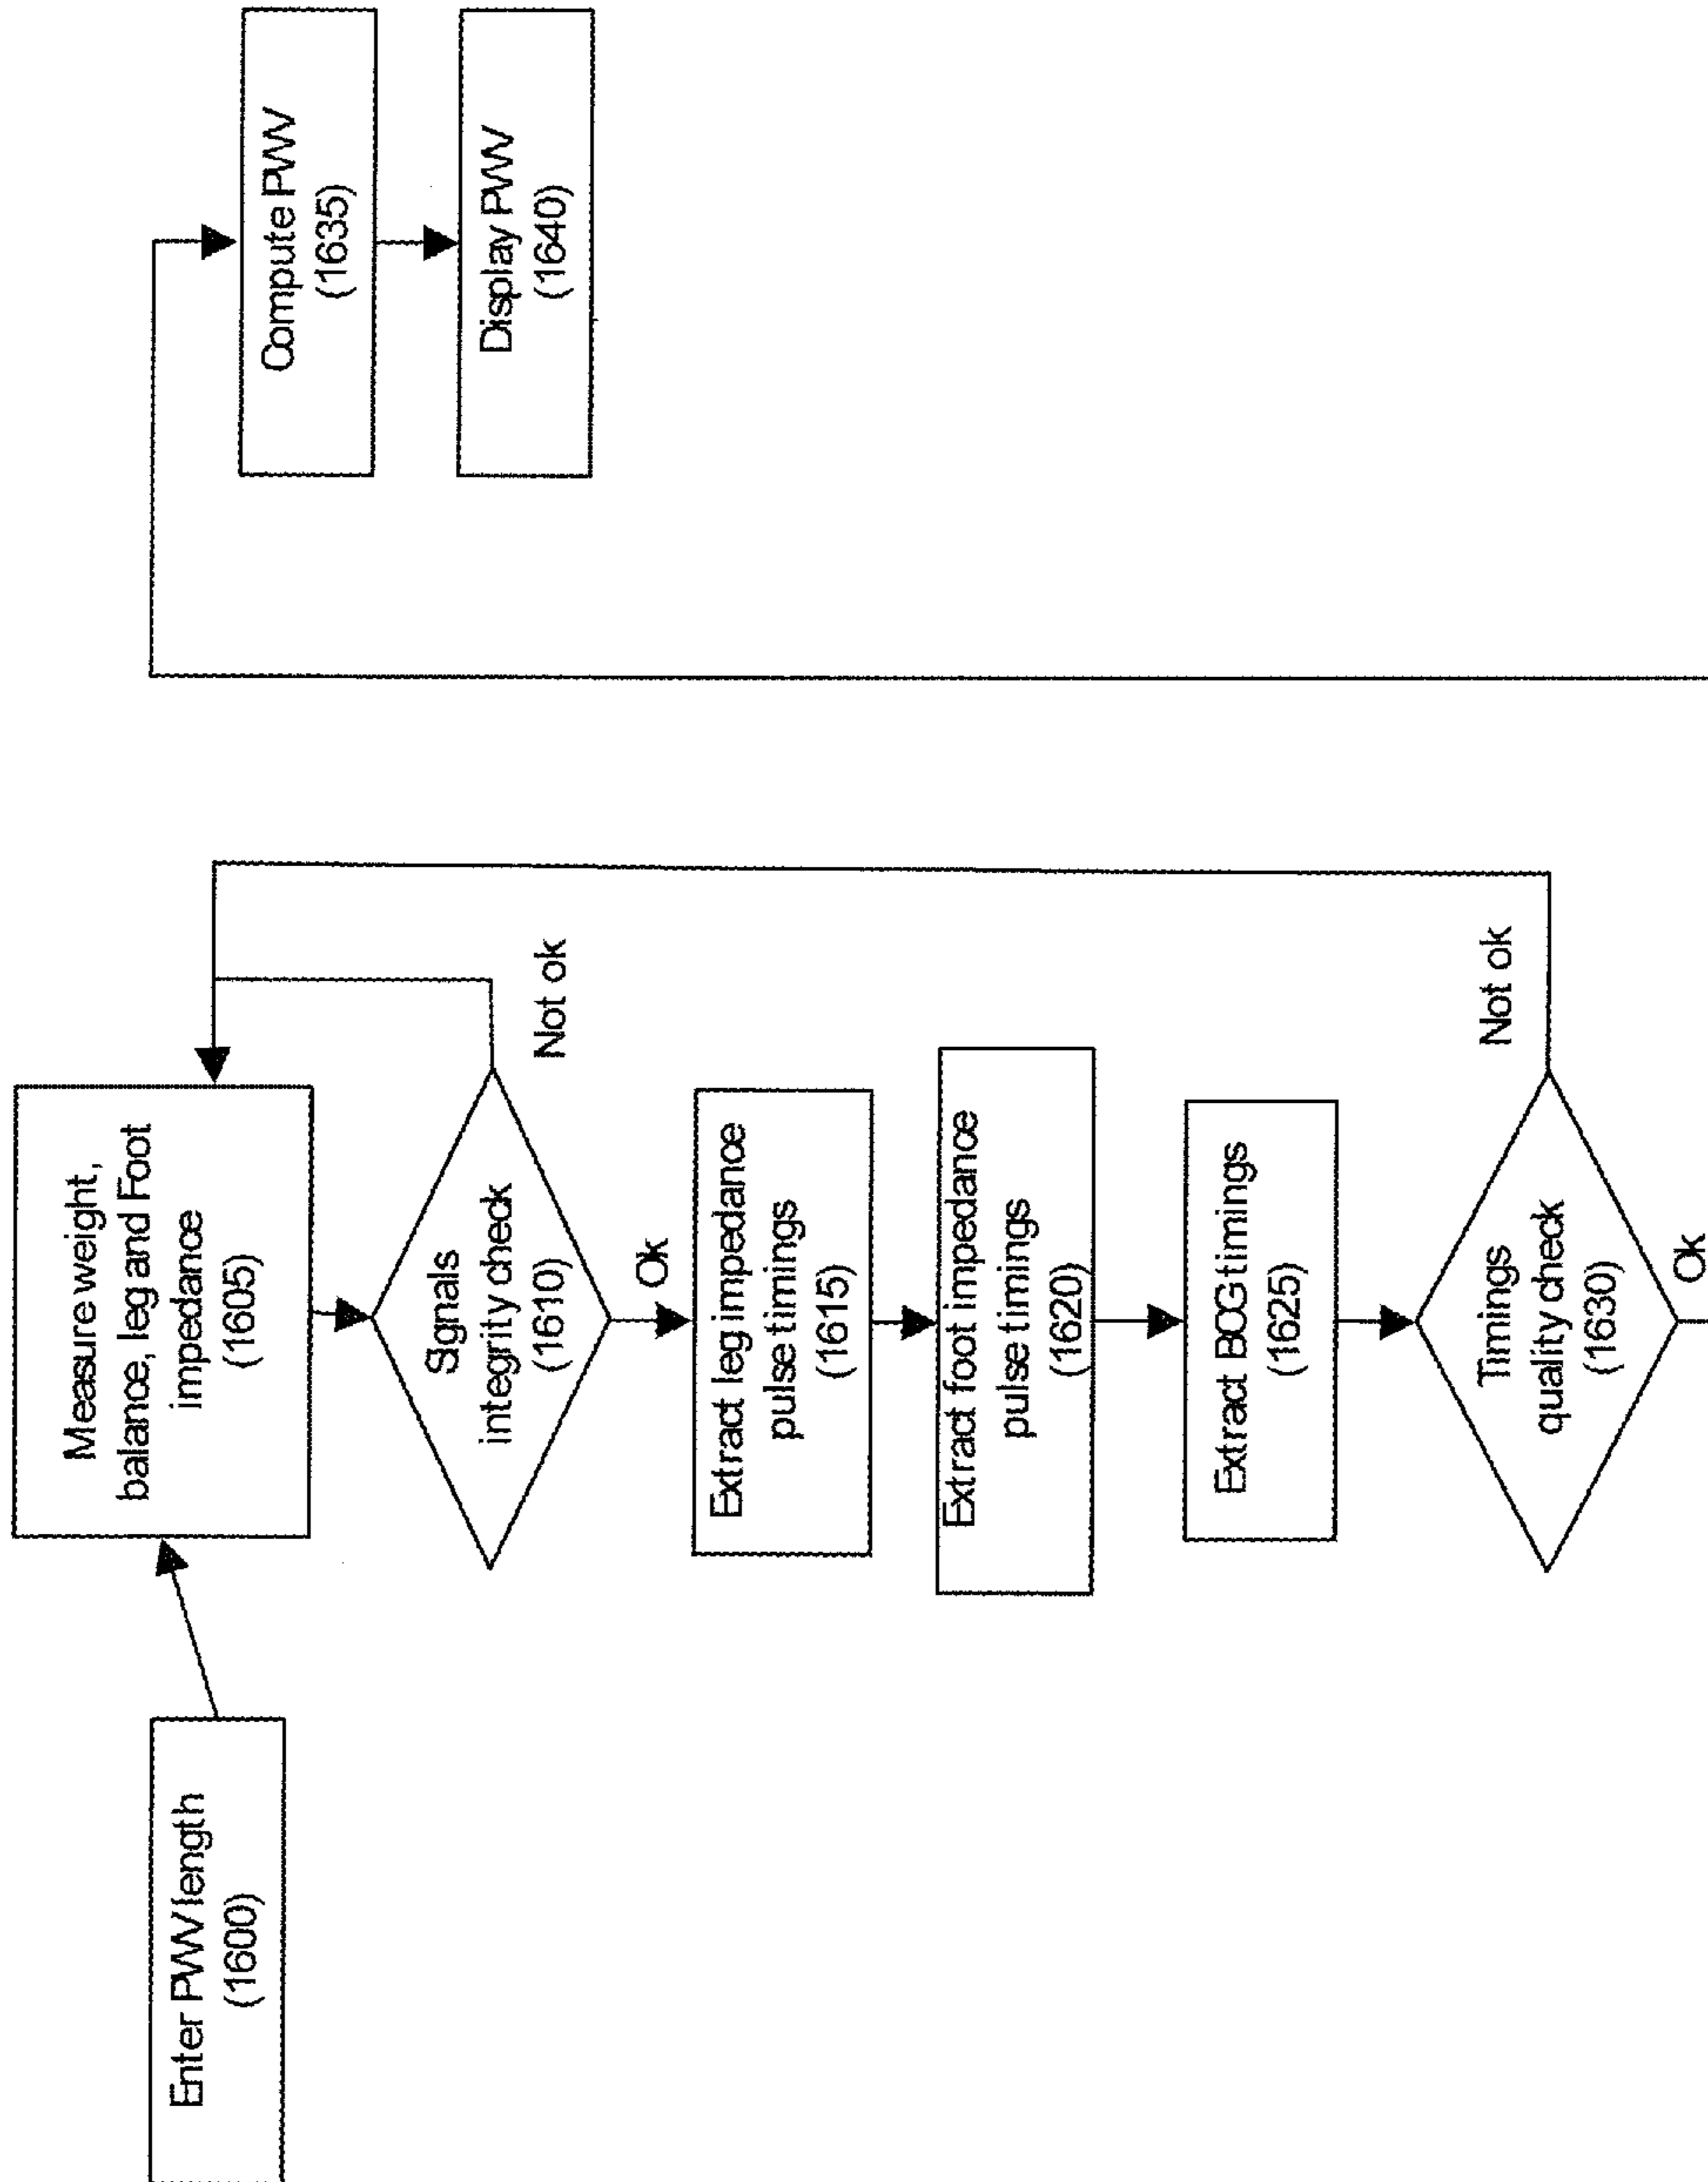 Enter PWV length
(1600)
Measure weight,
balance, leg and Foot
impedance
(1605)
Signals
integrity check
(1610)
Not ok
Ok
Extract leg impedance
pulse timings
(1615)
Extract foot impedance
pulse timings
(1620)
Extract BCG timings
(1625)
Timings
quality check
(1630)
Not ok
Ok
Compute PWV
(1635)
Display PWV
(1640)